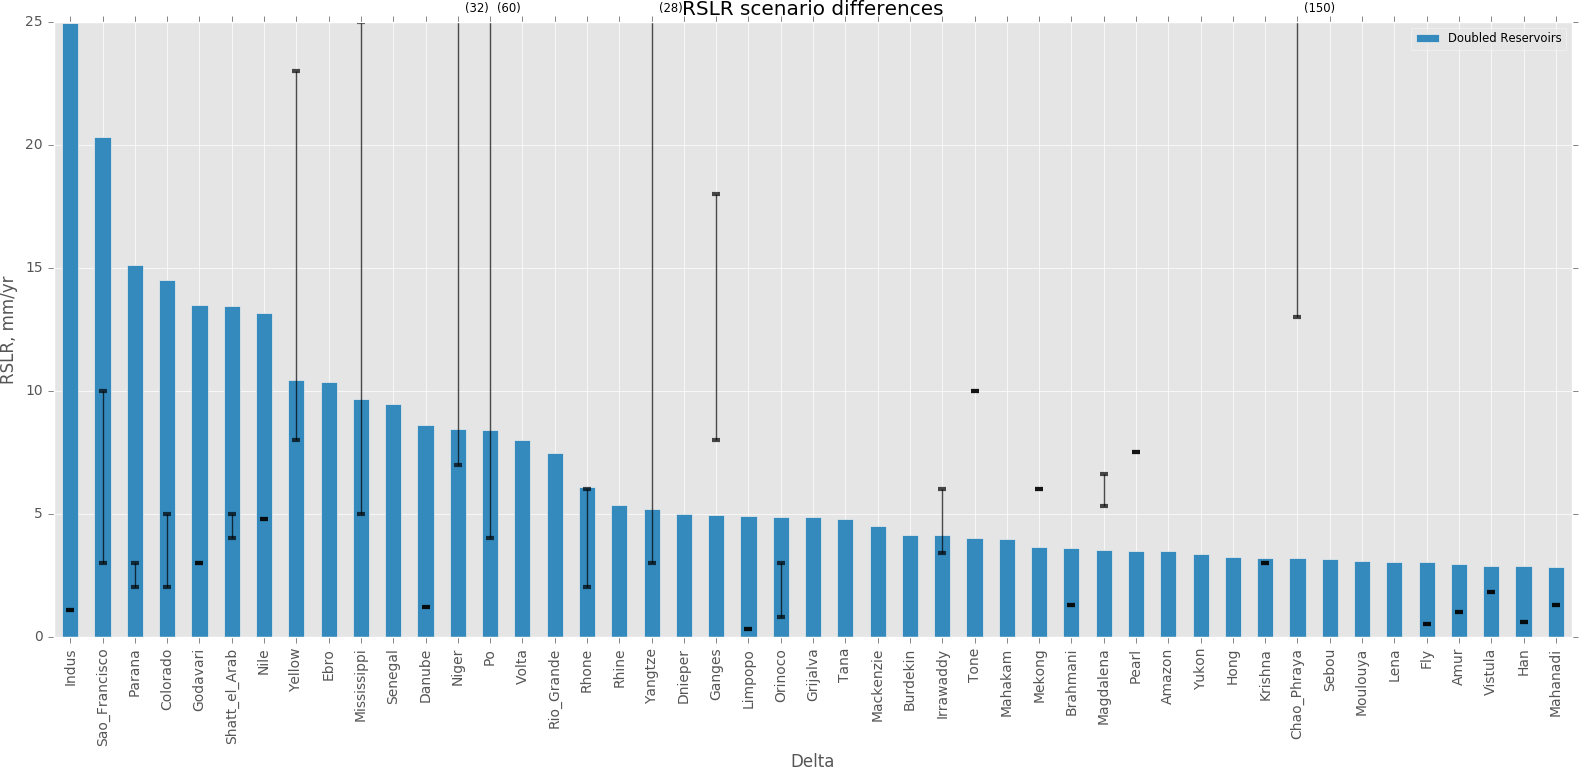 (32) (60) (28) RSLR scenario differences (150)
Doubled Reservoirs
RSLR, mm/yr
25
20
15
10
5
0
Indus
Sao_Francisco
Parana
Colorado
Godavari
Shatt_el_Arab
Nile
Yellow
Ebro
Mississippi
Senegal
Danube
Niger
Po
Volta
Rio_Grande
Rhone
Rhine
Yangtze
Dnieper
Ganges
Limpopo
Orinoco
Grijalva
Tana
Mackenzie
Burdekin
Irrawaddy
Tone
Mahakam
Mekong
Brahmani
Magdalena
Pearl
Amazon
Yukon
Hong
Krishna
Chao_Phraya
Sebou
Moulouya
Lena
Fly
Amur
Vistula
Han
Mahanadi
Delta